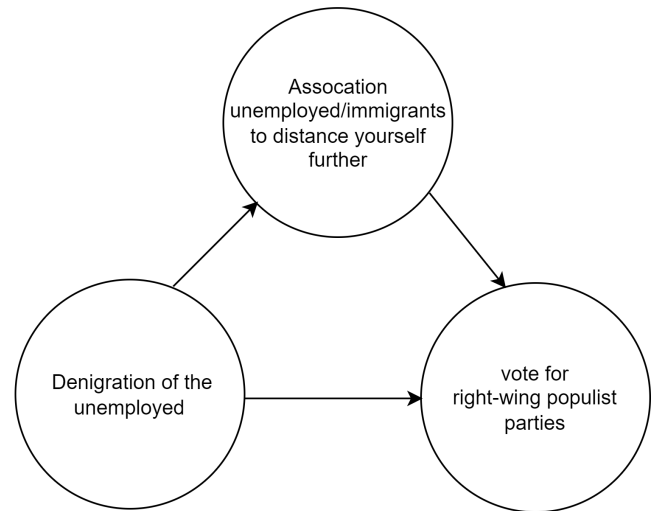 Assocation
unemployed/immigrants
to distance yourself
further
Denigration of the
unemployed
vote for
right-wing populist
parties